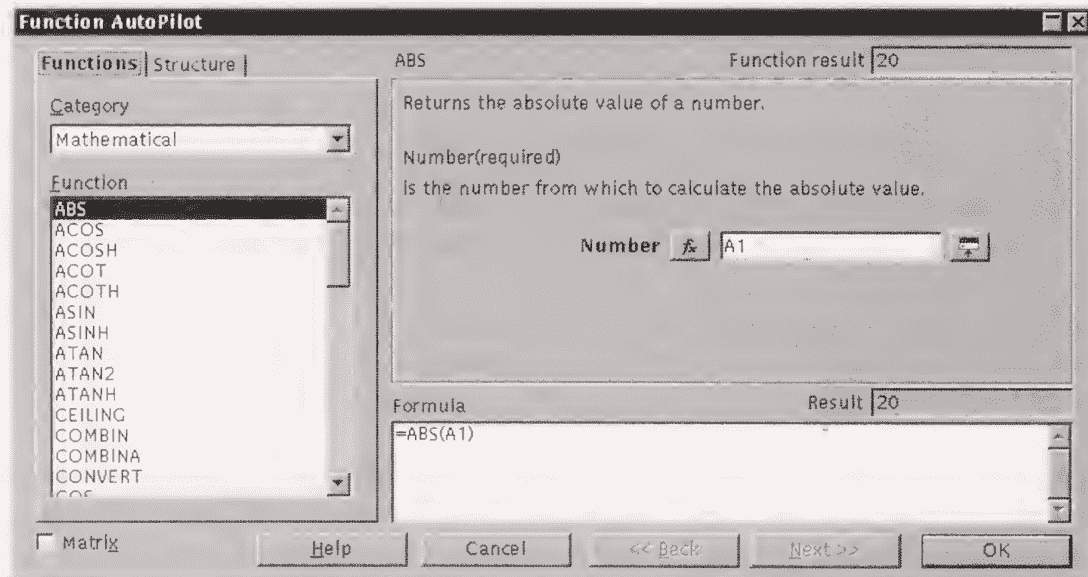 Function AutoPilot
Functions Structure
Category
Mathematical
Function
ABS
ACOS
ACOSH
ACOT
ACOTH
ASIN
ASINH
ATAN
ATAN2
ATANH
CEILING
COMBIN
COMBINA
CONVERT
COS
ABS Function result 20
Returns the absolute value of a number.
Number(required)
is the number from which to calculate the absolute value.
Number fx A1
Formula Result 20
=ABS(A1)
Matrix Help Cancel << Back Next >> OK